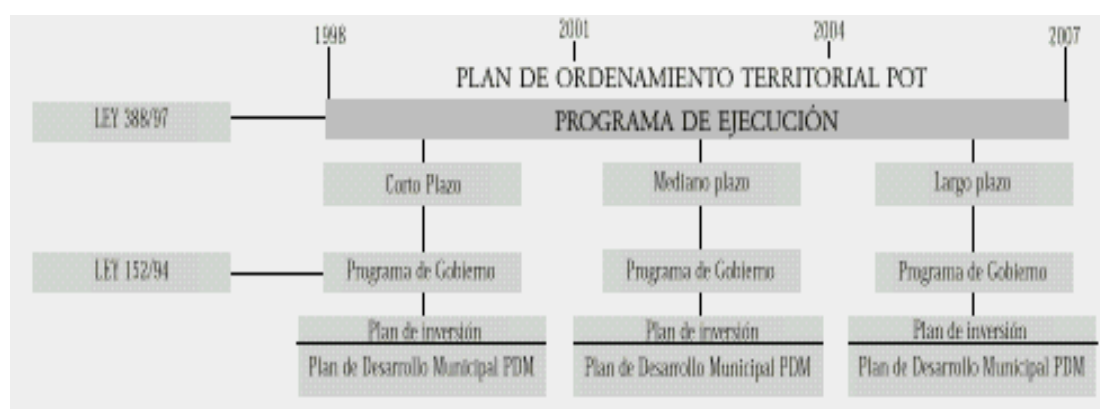 1998 2001 2004 2007
PLAN DE ORDENAMIENTO TERRITORIAL POT
LEY 388/97 PROGRAMA DE EJECUCIÓN
Corto Plazo Mediano plazo Largo plazo
LEY 152/94 Programa de Gobierno Programa de Gobierno Programa de Gobierno
Plan de inversión Plan de inversión Plan de inversión
Plan de Desarrollo Municipal PDM Plan de Desarrollo Municipal PDM Plan de Desarrollo Municipal PDM